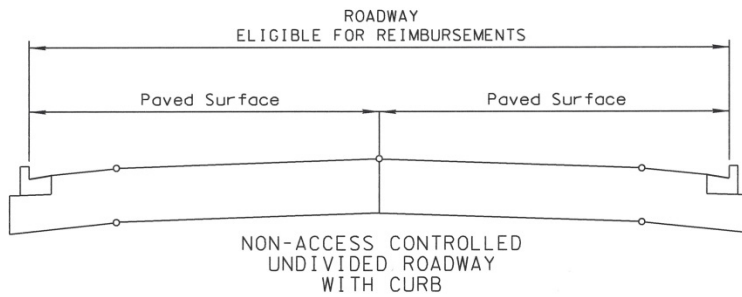 ROADWAY
ELIGIBLE FOR REIMBURSEMENTS
Paved Surface
Paved Surface
NON-ACCESS CONTROLLED
UNDIVIDED ROADWAY
WITH CURB